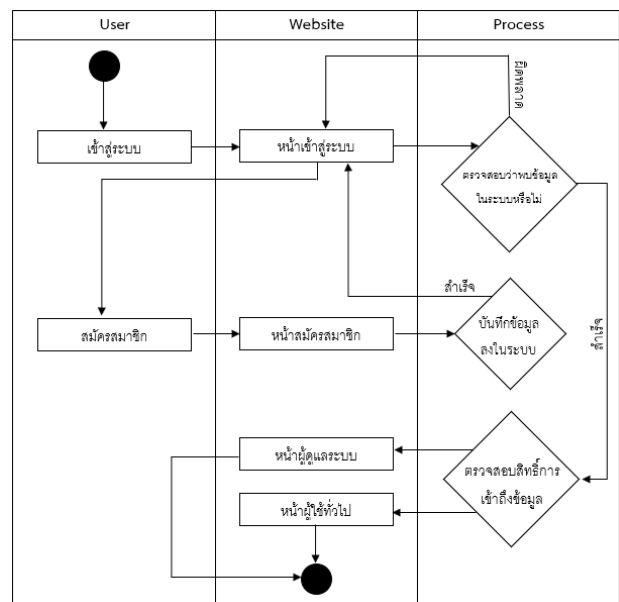 User
Website
Process
ผิดพลาด
เข้าสู่ระบบ
หน้าเข้าสู่ระบบ
ตรวจสอบว่าพบข้อมูล
ในระบบหรือไม่
สำเร็จ
สมัครสมาชิก
หน้าสมัครสมาชิก
บันทึกข้อมูล
ลงในระบบ
สำเร็จ
หน้าผู้ดูแลระบบ
ตรวจสอบสิทธิ์การ
เข้าถึงข้อมูล
หน้าผู้ใช้ทั่วไป